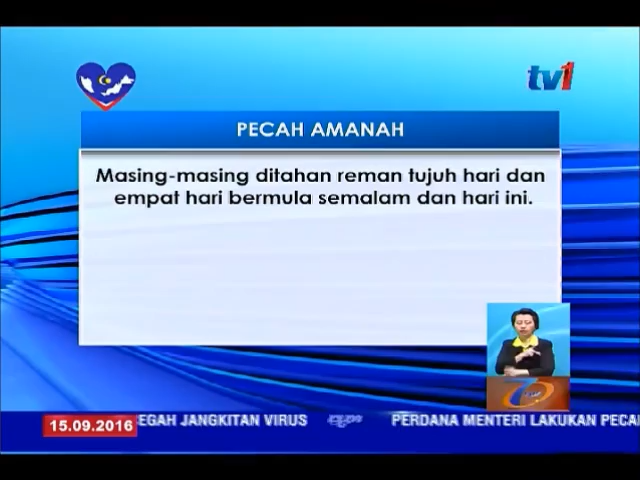 tv1
PECAH AMANAH
Masing-masing ditahan reman tujuh hari dan
empat hari bermula semalam dan hari ini.
15.09.2016
EGAH JANGKITAN VIRUS
PERDANA MENTERI LAKUKAN PECA